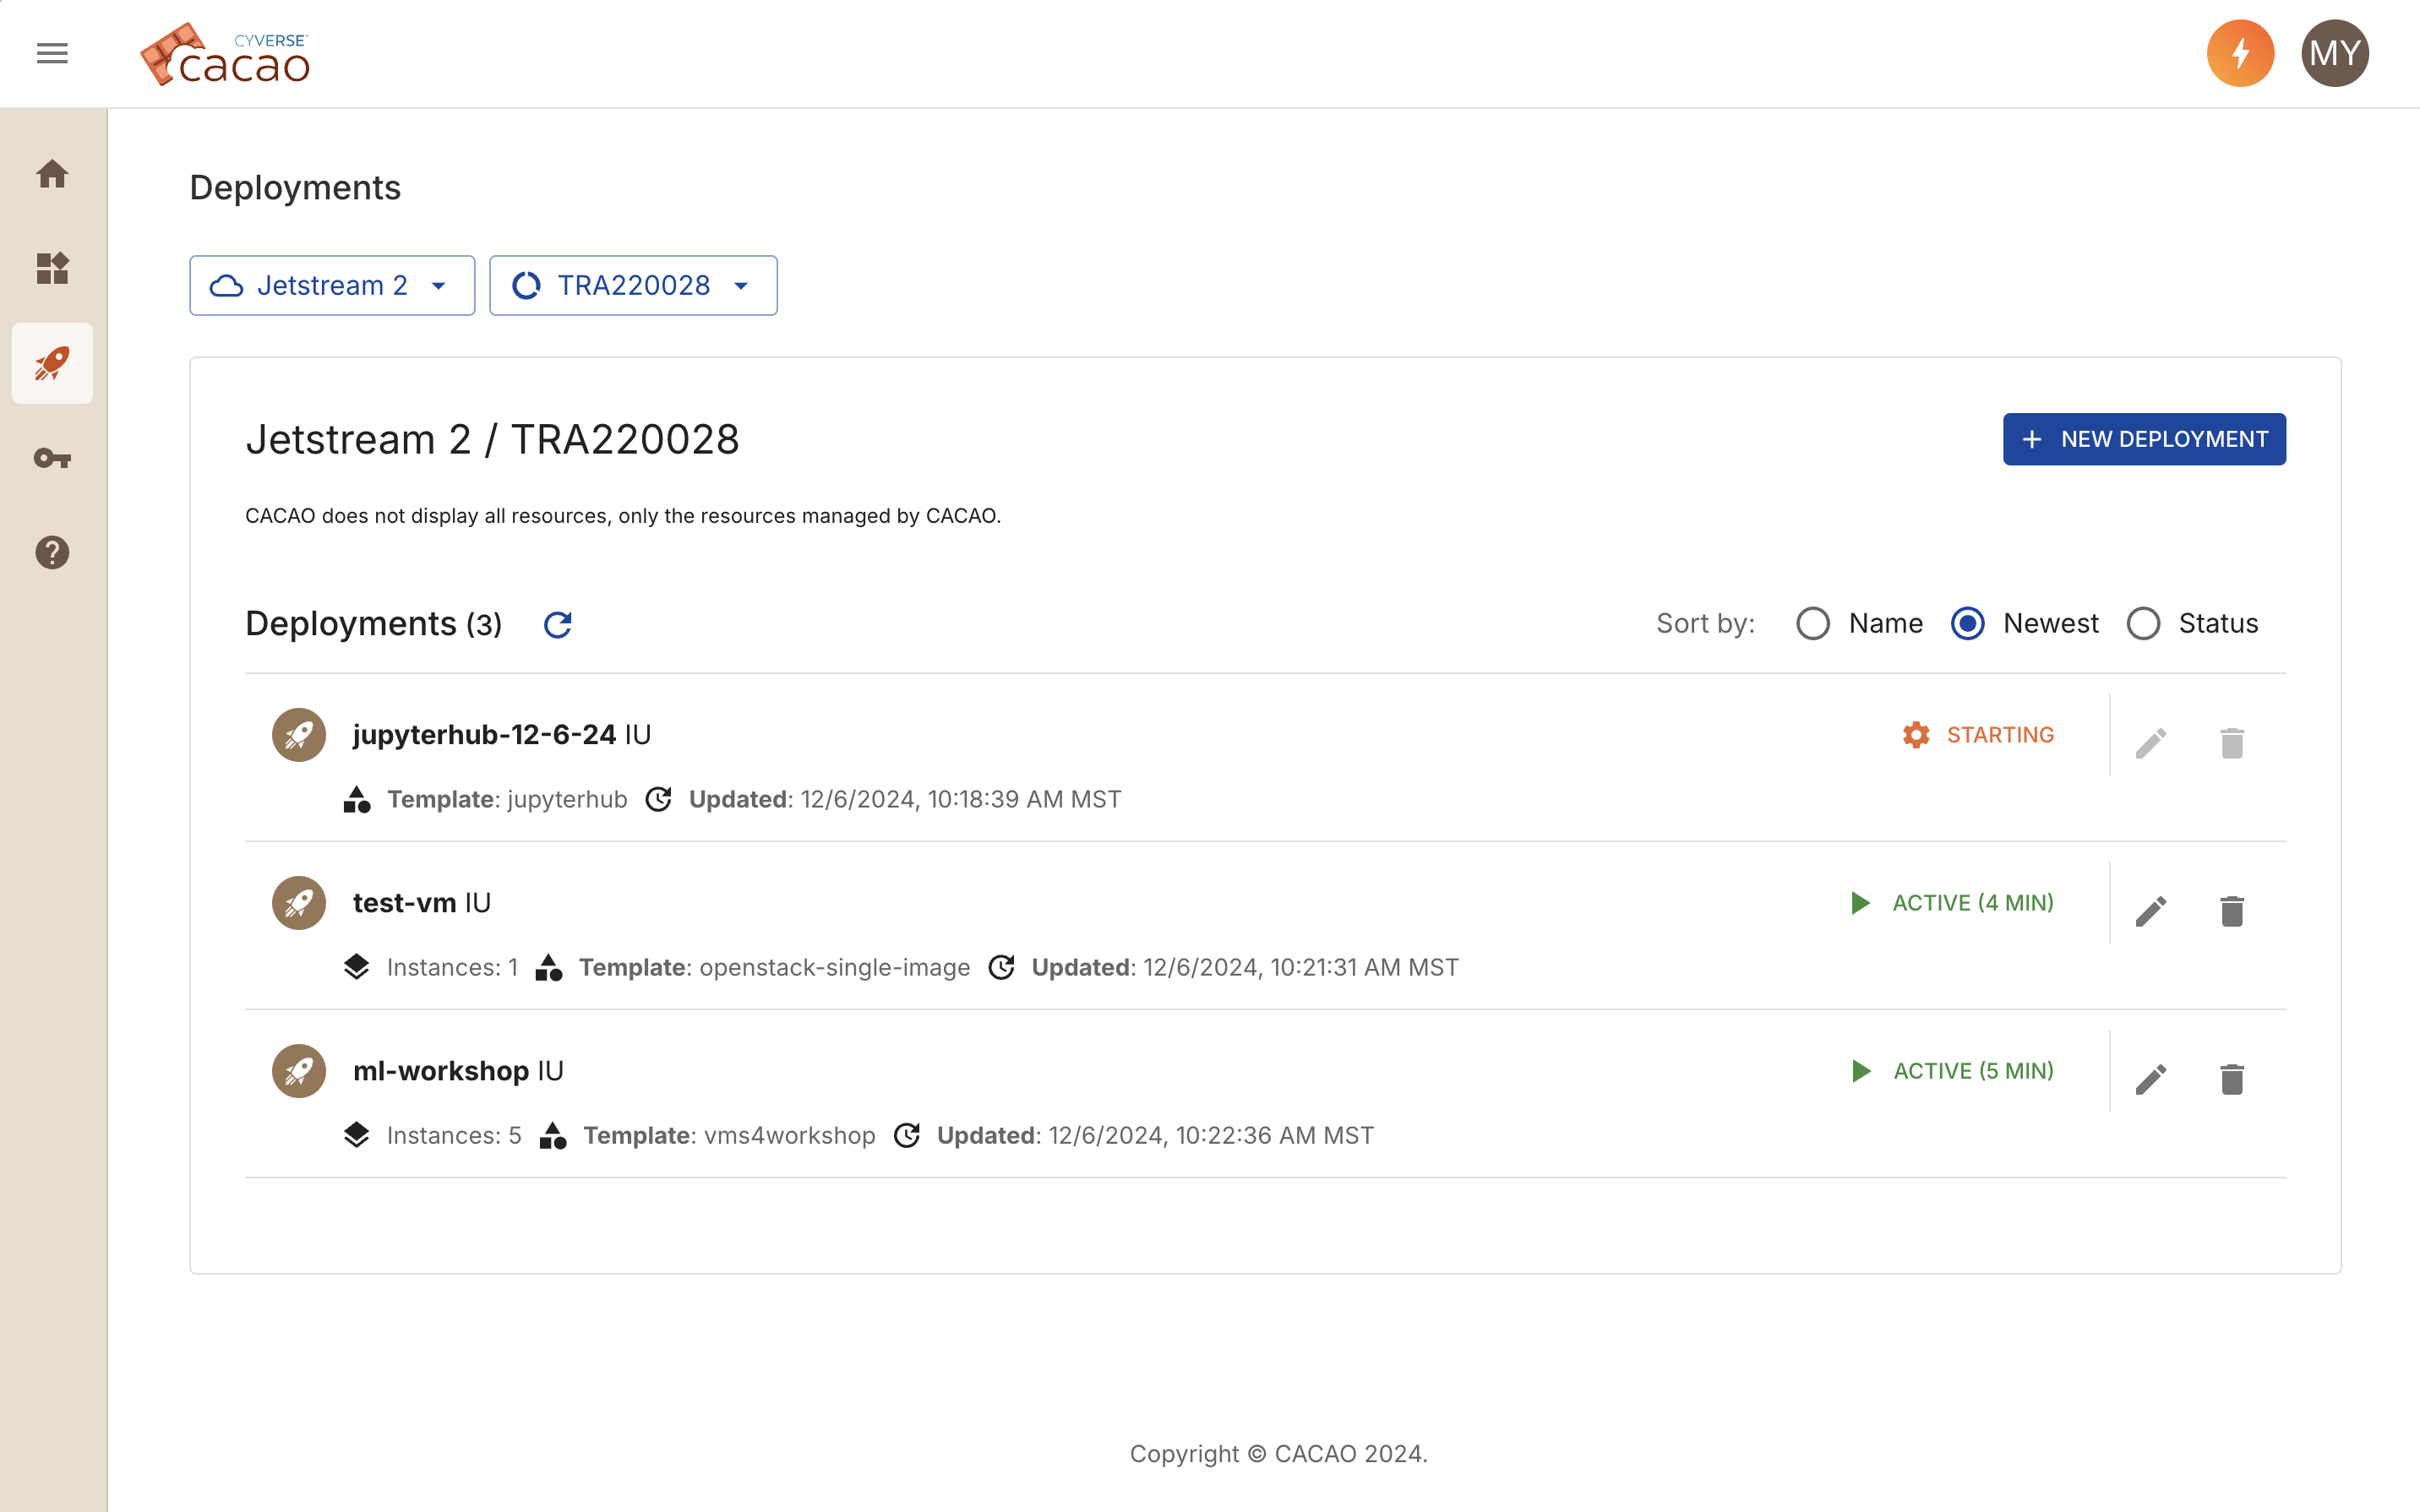 CYVERSE
cacao
MY
Deployments
Jetstream 2
TRA220028
Jetstream 2 / TRA220028
+ NEW DEPLOYMENT
CACAO does not display all resources, only the resources managed by CACAO.
Deployments (3)
Sort by: Name Newest Status
jupyterhub-12-6-24 IU
STARTING
Template: jupyterhub Updated: 12/6/2024, 10:18:39 AM MST
test-vm IU
ACTIVE (4 MIN)
Instances: 1 Template: openstack-single-image Updated: 12/6/2024, 10:21:31 AM MST
ml-workshop IU
ACTIVE (5 MIN)
Instances: 5 Template: vms4workshop Updated: 12/6/2024, 10:22:36 AM MST
Copyright © CACAO 2024.